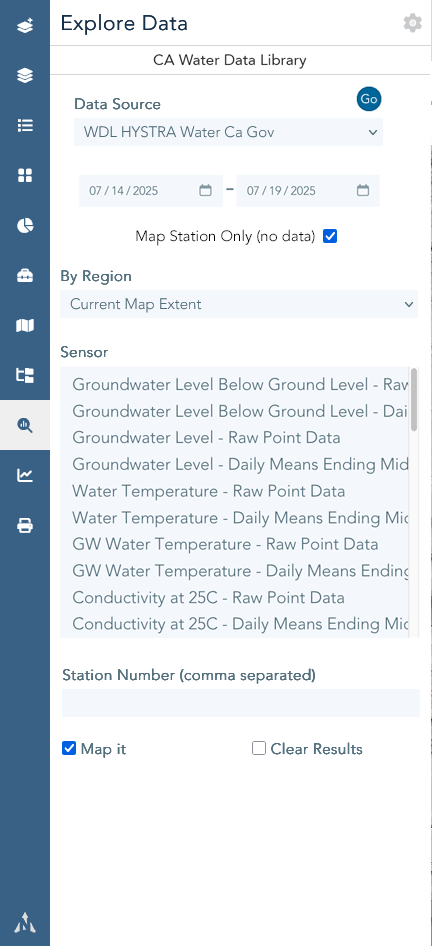 Explore Data
CA Water Data Library
Data Source
Go
WDL HYSTRA Water Ca Gov
07 / 14 / 2025 – 07 / 19 / 2025
Map Station Only (no data)
By Region
Current Map Extent
Sensor
Groundwater Level Below Ground Level - Raw
Groundwater Level Below Ground Level - Dai
Groundwater Level - Raw Point Data
Groundwater Level - Daily Means Ending Mid
Water Temperature - Raw Point Data
Water Temperature - Daily Means Ending Mid
GW Water Temperature - Raw Point Data
GW Water Temperature - Daily Means Ending
Conductivity at 25C - Raw Point Data
Conductivity at 25C - Daily Means Ending Mid
Station Number (comma separated)
Map it Clear Results